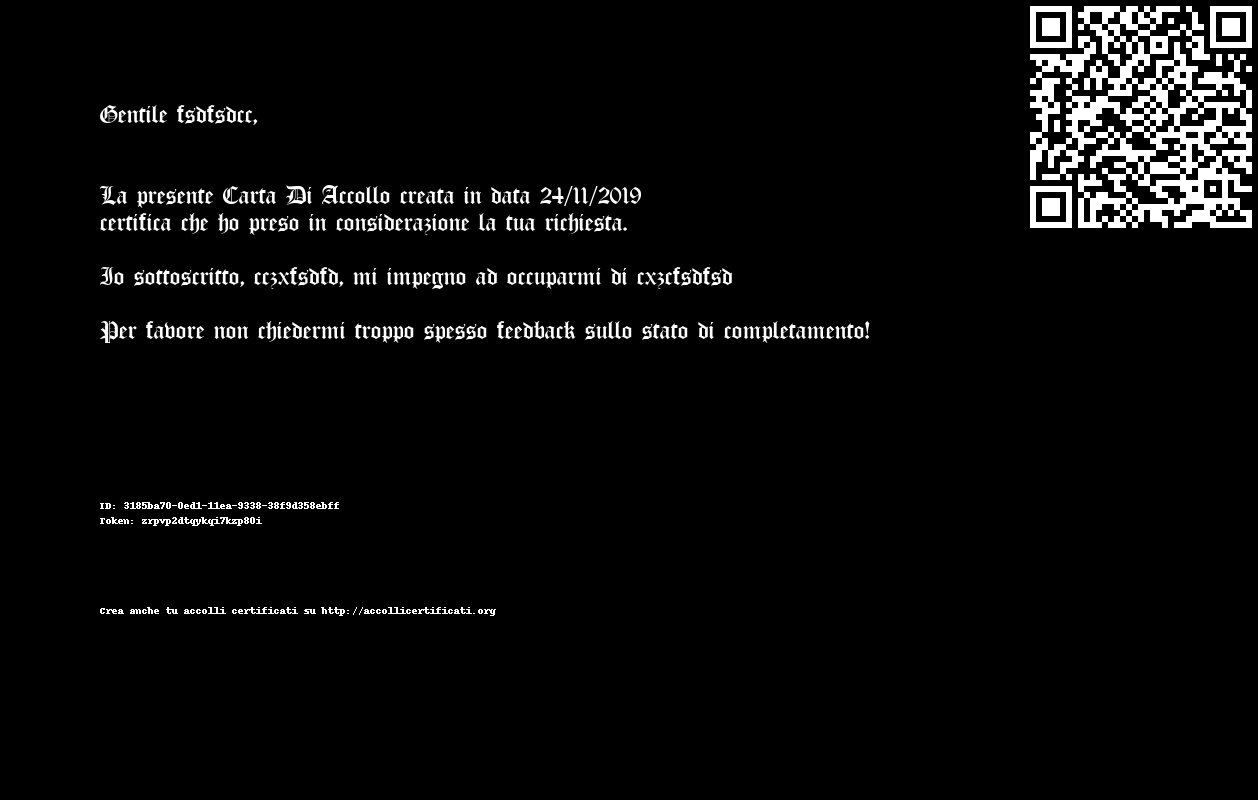 Gentile fsdfsdcc,
La presente Carta Di Accollo creata in data 24/11/2019
certifica che ho preso in considerazione la tua richiesta.
Io sottoscritto, cczxfsdfd, mi impegno ad occuparmi di cxzcfsdfsd
Per favore non chiedermi troppo spesso feedback sullo stato di completamento!
ID: 3185ba70-0ed1-11ea-9338-38f9d358ebff
Token: zrpvp2dtqykqi7kzp80i
Crea anche tu accolli certificati su http://accollicertificati.org